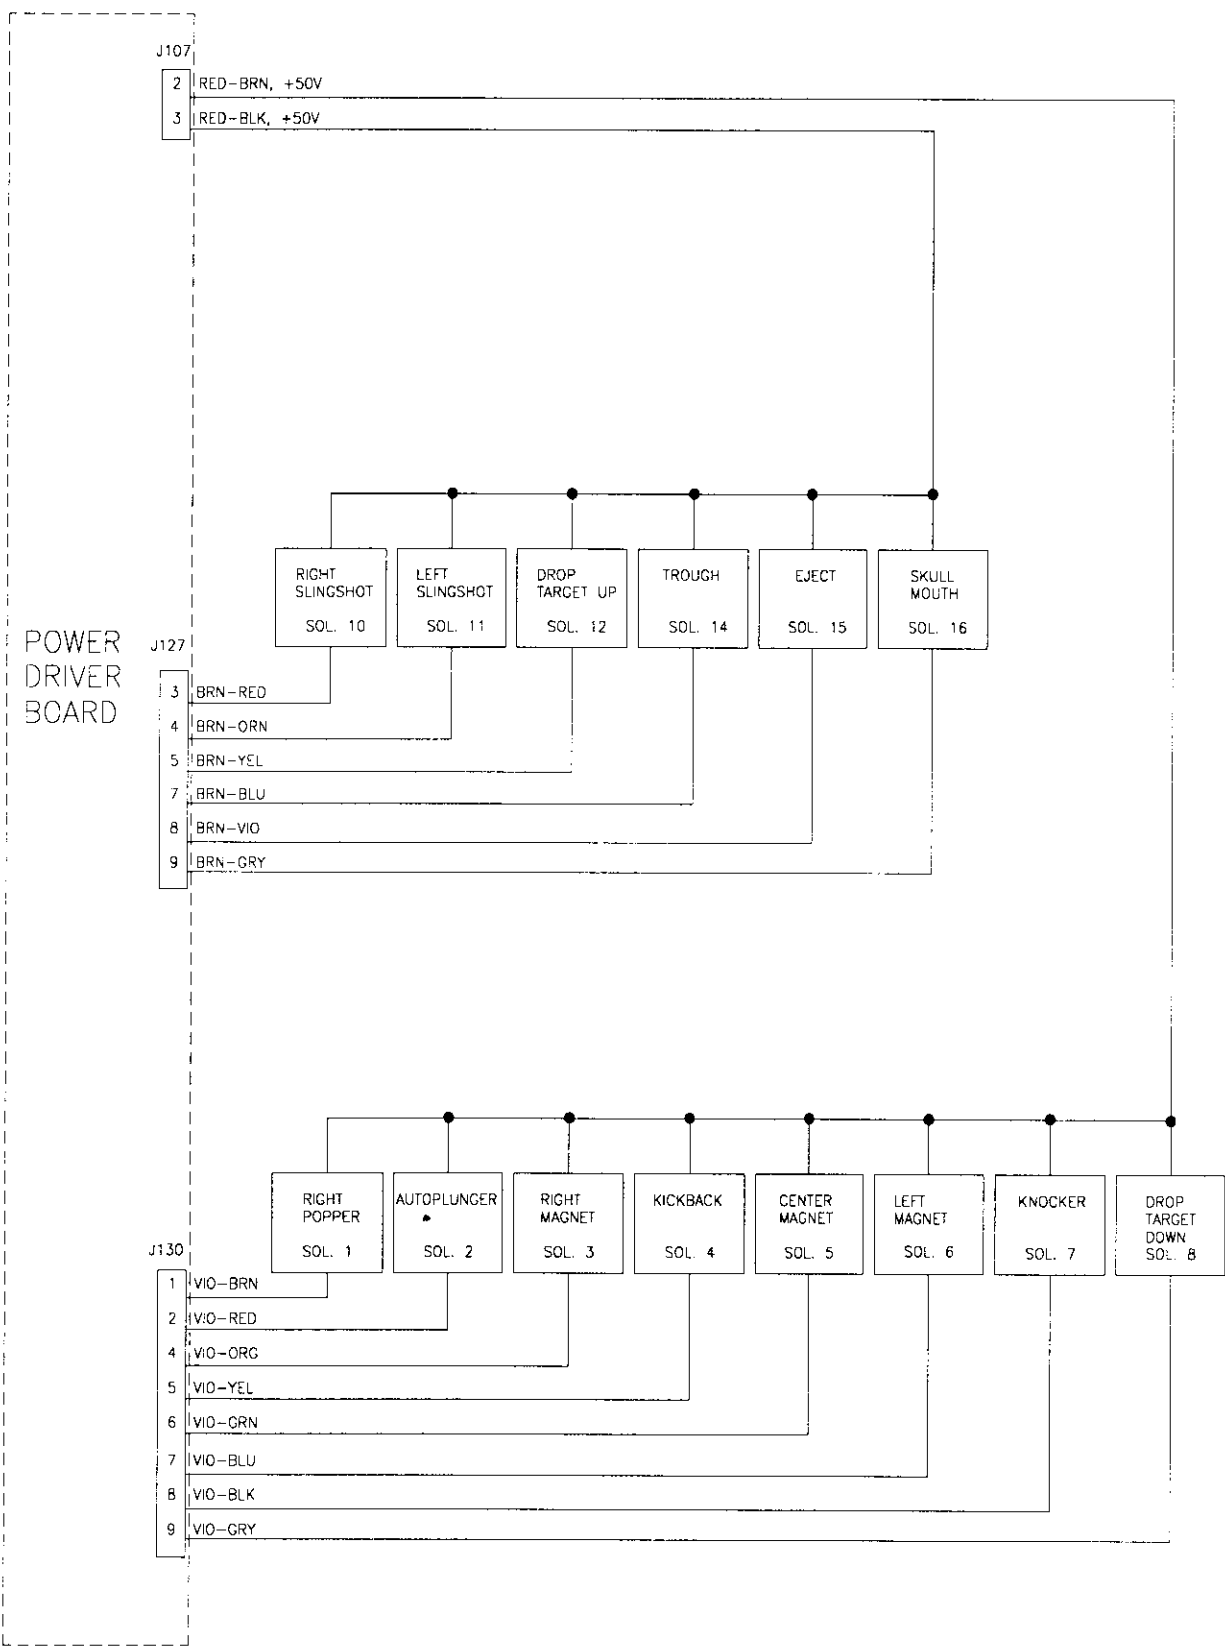 J107
2 RED-BRN, +50V
3 RED-BLK, +50V
RIGHT
SLINGSHOT
SOL. 10
LEFT
SLINGSHOT
SOL. 11
DROP
TARGET UP
SOL. 12
TROUGH
SOL. 14
EJECT
SOL. 15
SKULL
MOUTH
SOL. 16
POWER
DRIVER
BOARD
J127
3 BRN-RED
4 BRN-ORN
5 BRN-YEL
7 BRN-BLU
8 BRN-VIO
9 BRN-GRY
RIGHT
POPPER
SOL. 1
AUTOPLUNGER
SOL. 2
RIGHT
MAGNET
SOL. 3
KICKBACK
SOL. 4
CENTER
MAGNET
SOL. 5
LEFT
MAGNET
SOL. 6
KNOCKER
SOL. 7
DROP
TARGET
DOWN
SOL. 8
J130
1 VIO-BRN
2 VIO-RED
4 VIO-ORG
5 VIO-YEL
6 VIO-GRN
7 VIO-BLU
8 VIO-BLK
9 VIO-GRY